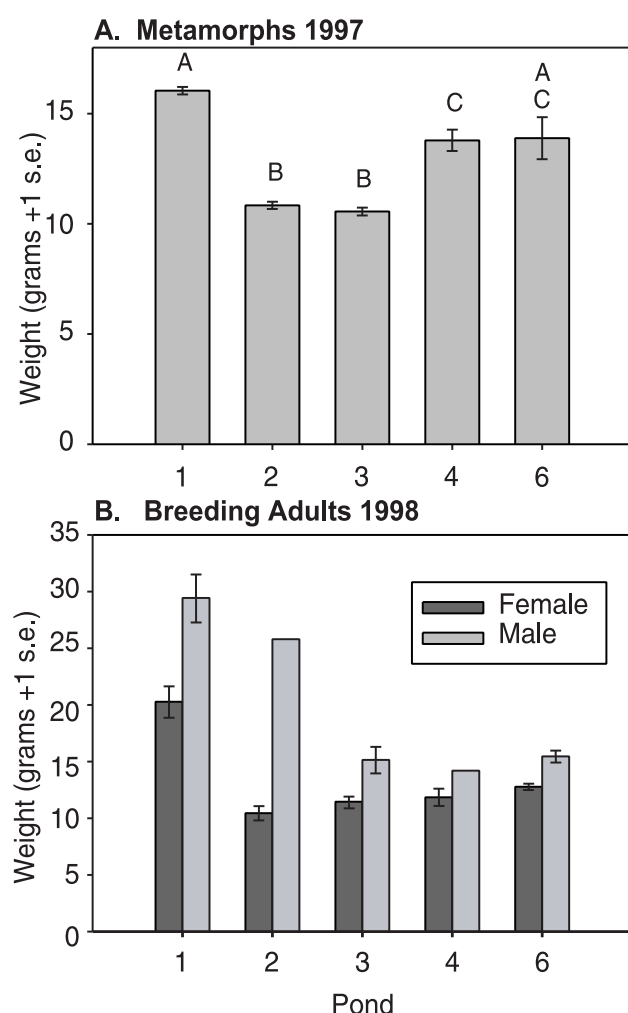 A. Metamorphs 1997
Weight (grams +1 s.e.)
15
10
5
0
A
B
B
C
A
C
1 2 3 4 6
B. Breeding Adults 1998
Weight (grams +1 s.e.)
35
30
25
20
15
10
5
0
Female
Male
1 2 3 4 6
Pond